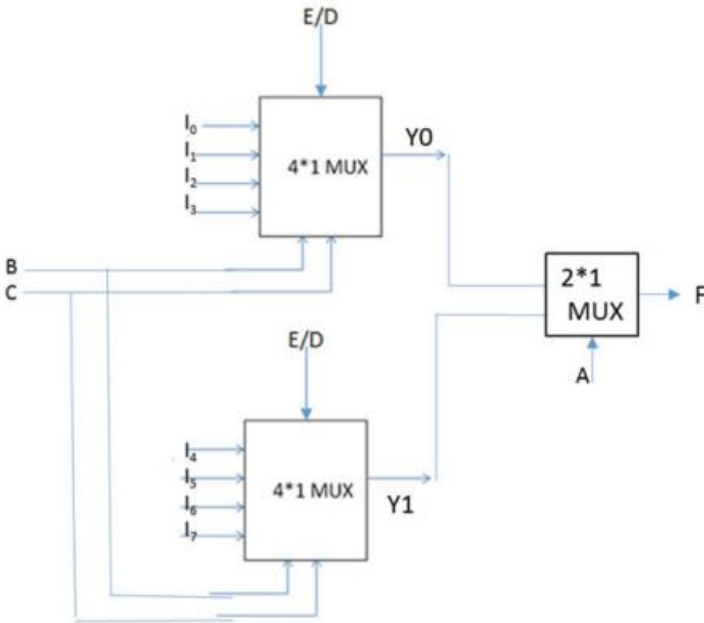 E/D
I₀
I₁
I₂
I₃
4*1 MUX
Y0
B
C
2*1
MUX
F
A
E/D
I₄
I₅
I₆
I₇
4*1 MUX
Y1